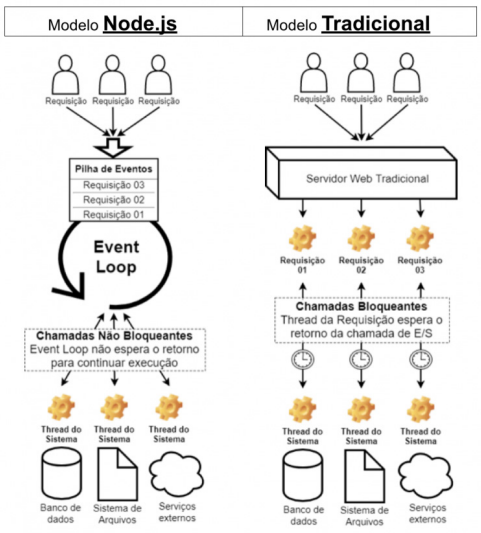 Modelo Node.js
Modelo Tradicional
Requisição Requisição Requisição
Pilha de Eventos
Requisição 03
Requisição 02
Requisição 01
Event
Loop
Chamadas Não Bloqueantes
Event Loop não espera o retorno
para continuar execução
Thread do Sistema
Thread do Sistema
Thread do Sistema
Banco de dados
Sistema de Arquivos
Serviços externos
Requisição Requisição Requisição
Servidor Web Tradicional
Requisição 01
Requisição 02
Requisição 03
Chamadas Bloqueantes
Thread da Requisição espera o
retorno da chamada de E/S
Thread do Sistema
Thread do Sistema
Thread do Sistema
Banco de dados
Sistema de Arquivos
Serviços externos